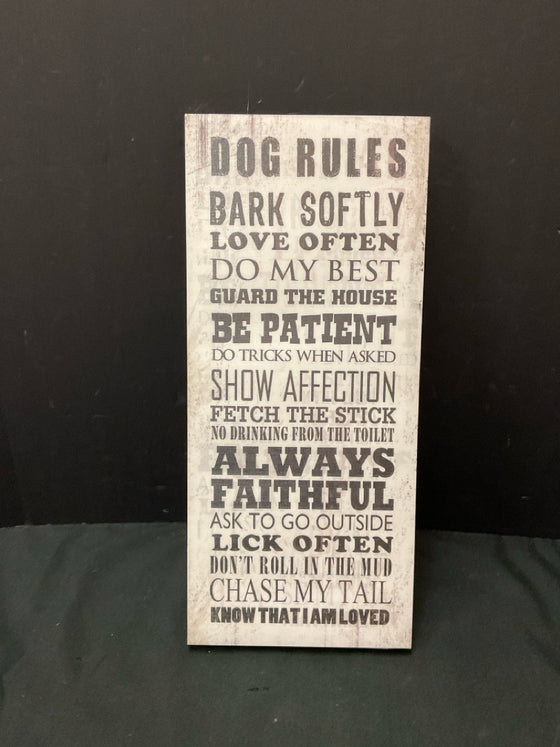 DOG RULES
BARK SOFTLY
LOVE OFTEN
DO MY BEST
GUARD THE HOUSE
BE PATIENT
DO TRICKS WHEN ASKED
SHOW AFFECTION
FETCH THE STICK
NO DRINKING FROM THE TOILET
ALWAYS
FAITHFUL
ASK TO GO OUTSIDE
LICK OFTEN
DON'T ROLL IN THE MUD
CHASE MY TAIL
KNOW THAT I AM LOVED